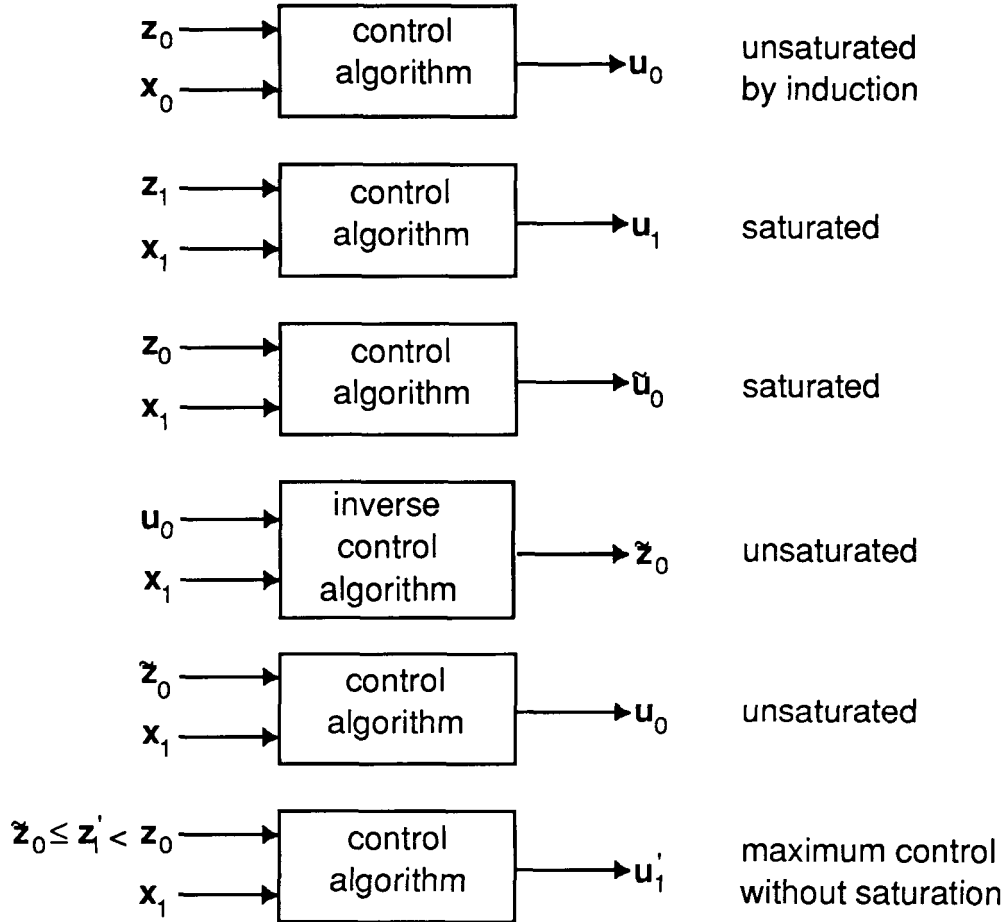 z₀ control algorithm u₀ unsaturated by induction
x₀
z₁ control algorithm u₁ saturated
x₁
z₀ control algorithm ũ₀ saturated
x₁
u₀ inverse control algorithm z̃₀ unsaturated
x₁
z̃₀ control algorithm u₀ unsaturated
x₁
z̃₀ ≤ z₁' < z₀ control algorithm u₁' maximum control without saturation
x₁